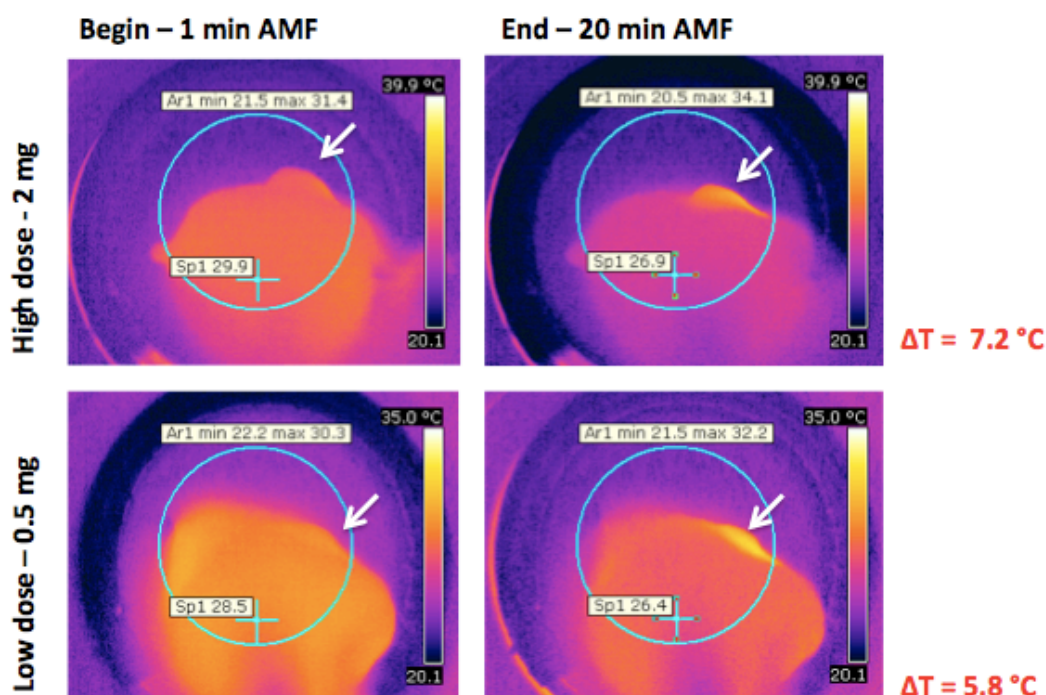 Begin – 1 min AMF
End – 20 min AMF
High dose - 2 mg
39.9 °C
Ar1 min 21.5 max 31.4
Sp1 29.9
20.1
39.9 °C
Ar1 min 20.5 max 34.1
Sp1 26.9
20.1
ΔT = 7.2 °C
Low dose – 0.5 mg
35.0 °C
Ar1 min 22.2 max 30.3
Sp1 28.5
20.1
35.0 °C
Ar1 min 21.5 max 32.2
Sp1 26.4
20.1
ΔT = 5.8 °C